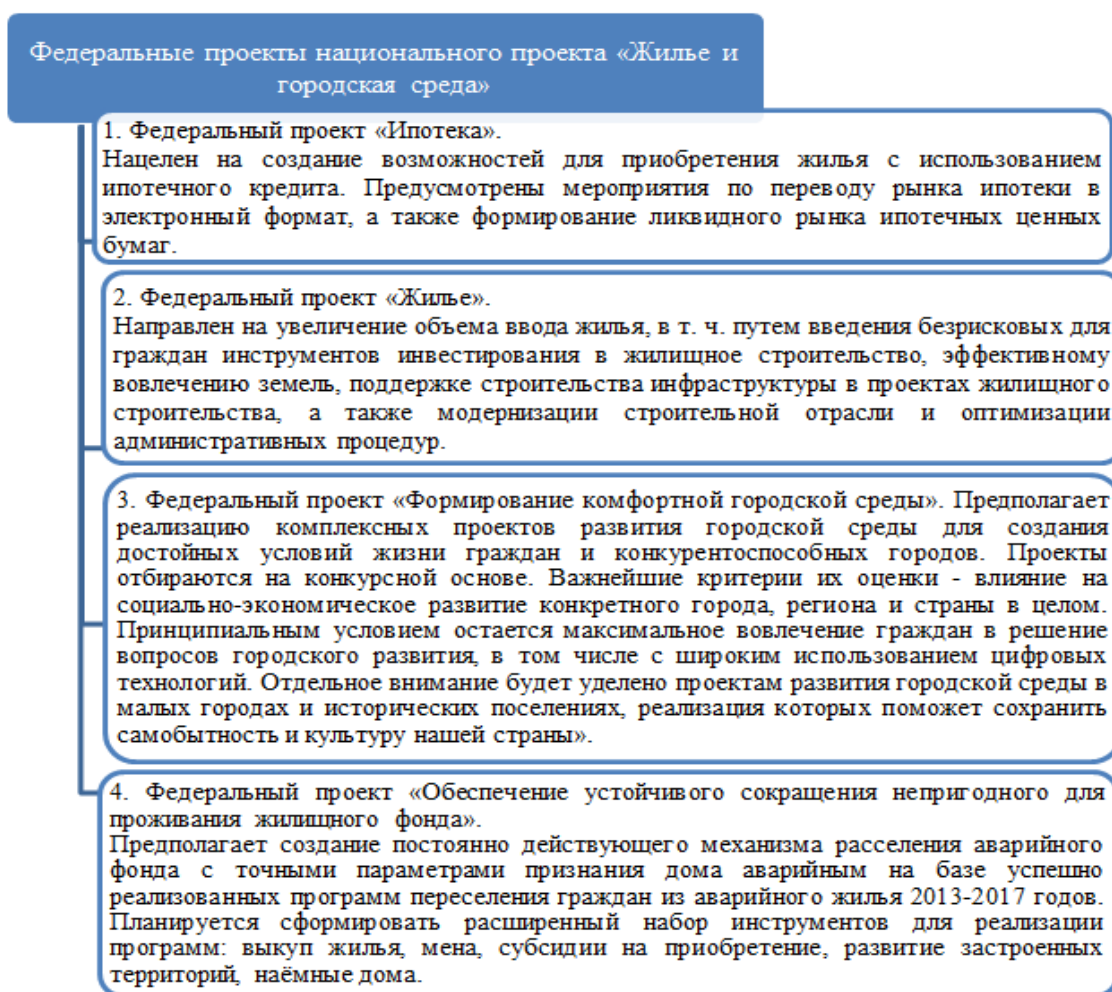 Федеральные проекты национального проекта «Жилье и
городская среда»
1. Федеральный проект «Ипотека».
Нацелен на создание возможностей для приобретения жилья с использованием
ипотечного кредита. Предусмотрены мероприятия по переводу рынка ипотеки в
электронный формат, а также формирование ликвидного рынка ипотечных ценных
бумаг.
2. Федеральный проект «Жилье».
Направлен на увеличение объема ввода жилья, в т. ч. путем введения безрисковых для
граждан инструментов инвестирования в жилищное строительство, эффективному
вовлечению земель, поддержке строительства инфраструктуры в проектах жилищного
строительства, а также модернизации строительной отрасли и оптимизации
административных процедур.
3. Федеральный проект «Формирование комфортной городской среды». Предполагает
реализацию комплексных проектов развития городской среды для создания
достойных условий жизни граждан и конкурентоспособных городов. Проекты
отбираются на конкурсной основе. Важнейшие критерии их оценки - влияние на
социально-экономическое развитие конкретного города, региона и страны в целом.
Принципиальным условием остается максимальное вовлечение граждан в решение
вопросов городского развития, в том числе с широким использованием цифровых
технологий. Отдельное внимание будет уделено проектам развития городской среды в
малых городах и исторических поселениях, реализация которых поможет сохранить
самобытность и культуру нашей страны».
4. Федеральный проект «Обеспечение устойчивого сокращения непригодного для
проживания жилищного фонда».
Предполагает создание постоянно действующего механизма расселения аварийного
фонда с точными параметрами признания дома аварийным на базе успешно
реализованных программ переселения граждан из аварийного жилья 2013-2017 годов.
Планируется сформировать расширенный набор инструментов для реализации
программ: выкуп жилья, мена, субсидии на приобретение, развитие застроенных
территорий, наёмные дома.